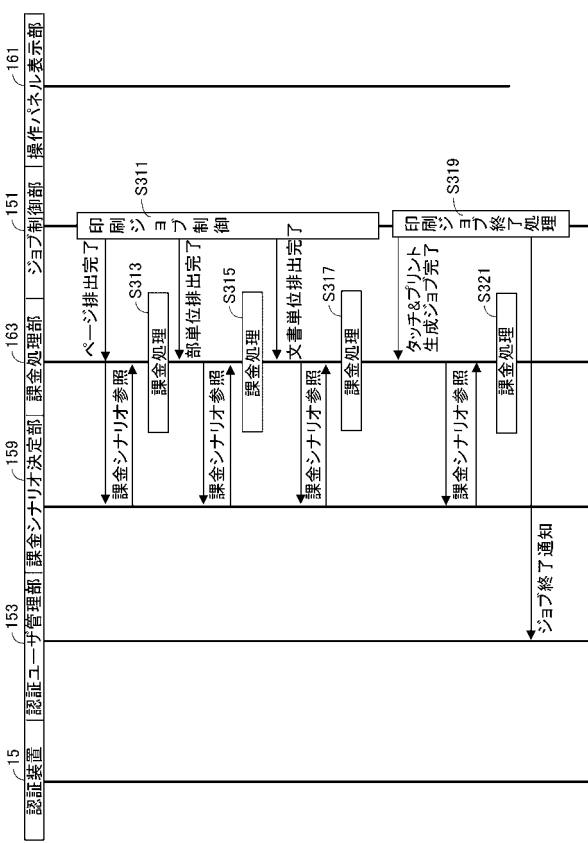 15
認証装置
153
認証ユーザ管理部
159
課金シナリオ決定部
163
課金処理部
151
ジョブ制御部
161
操作パネル表示部
印刷ジョブ制御
S311
ページ排出完了
課金シナリオ参照
課金処理
S313
部単位排出完了
課金シナリオ参照
課金処理
S315
文書単位排出完了
課金シナリオ参照
課金処理
S317
印刷ジョブ終了処理
S319
タッチ&プリント
生成ジョブ完了
課金シナリオ参照
課金処理
S321
ジョブ終了通知